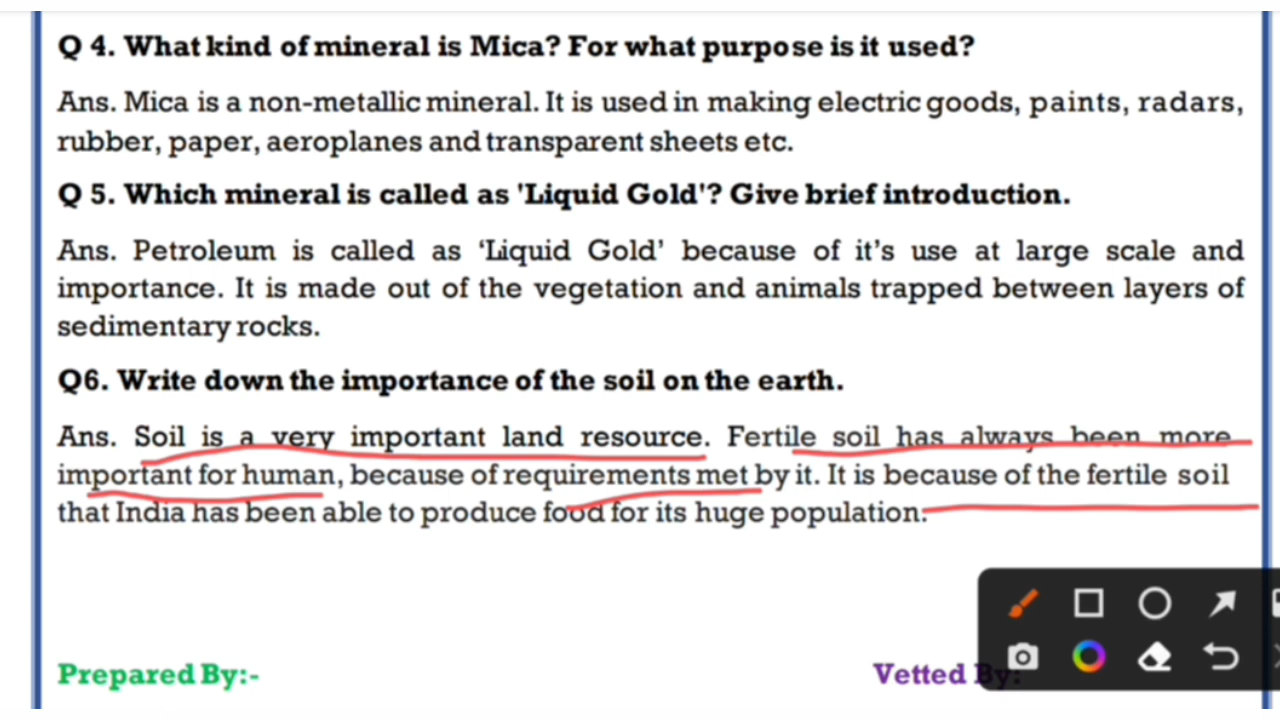 Q 4. What kind of mineral is Mica? For what purpose is it used?
Ans. Mica is a non-metallic mineral. It is used in making electric goods, paints, radars,
rubber, paper, aeroplanes and transparent sheets etc.
Q 5. Which mineral is called as 'Liquid Gold'? Give brief introduction.
Ans. Petroleum is called as ‘Liquid Gold’ because of it’s use at large scale and
importance. It is made out of the vegetation and animals trapped between layers of
sedimentary rocks.
Q6. Write down the importance of the soil on the earth.
Ans. Soil is a very important land resource. Fertile soil has always been more
important for human, because of requirements met by it. It is because of the fertile soil
that India has been able to produce food for its huge population.
Prepared By:-
Vetted By: